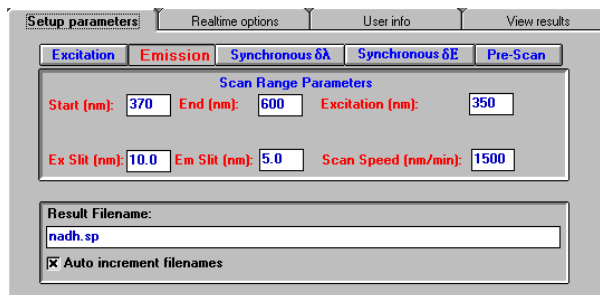 Setup parameters Realtime options User info View results
Excitation Emission Synchronous δλ Synchronous δE Pre-Scan
Scan Range Parameters
Start (nm): 370 End (nm): 600 Excitation (nm): 350
Ex Slit (nm): 10.0 Em Slit (nm): 5.0 Scan Speed (nm/min): 1500
Result Filename:
nadh.sp
Auto increment filenames